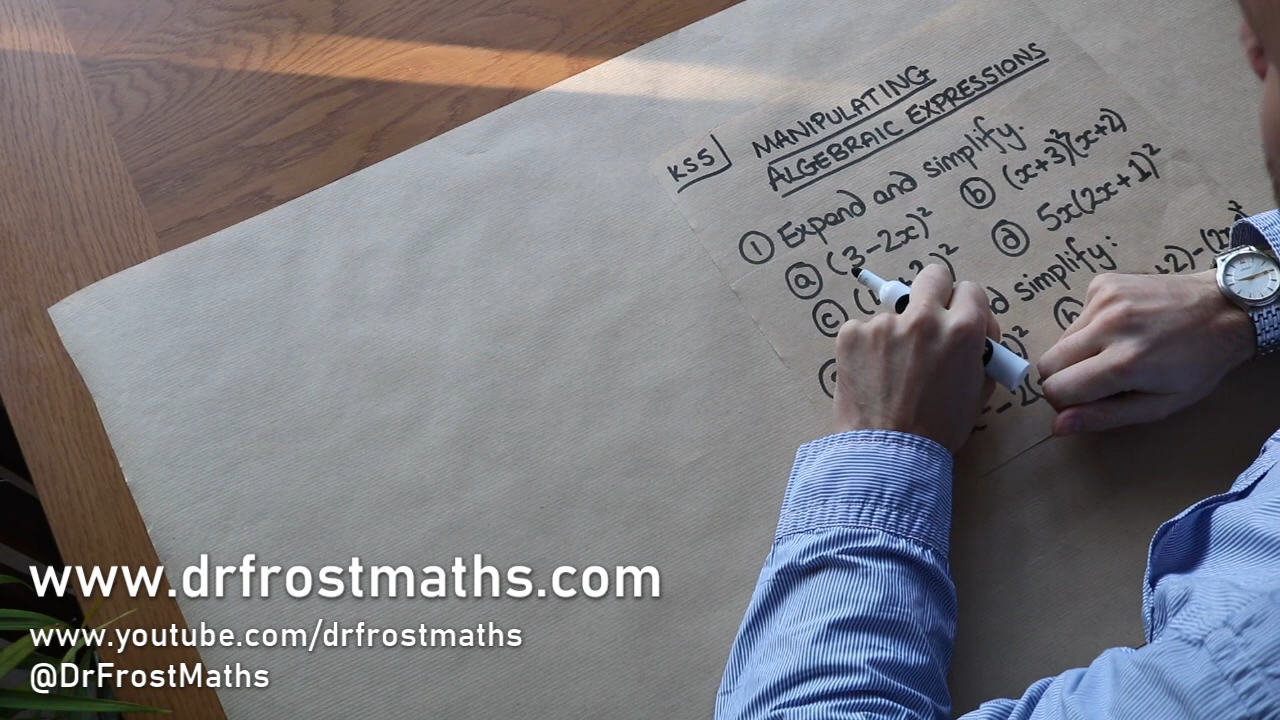 KS5
MANIPULATING
ALGEBRAIC EXPRESSIONS
① Expand and simplify:
ⓐ (3-2x)² ⓑ (x+3)²(x+2)
ⓒ ⓓ 5x(2x+1)²
simplify:
www.drfrostmaths.com
www.youtube.com/drfrostmaths
@DrFrostMaths